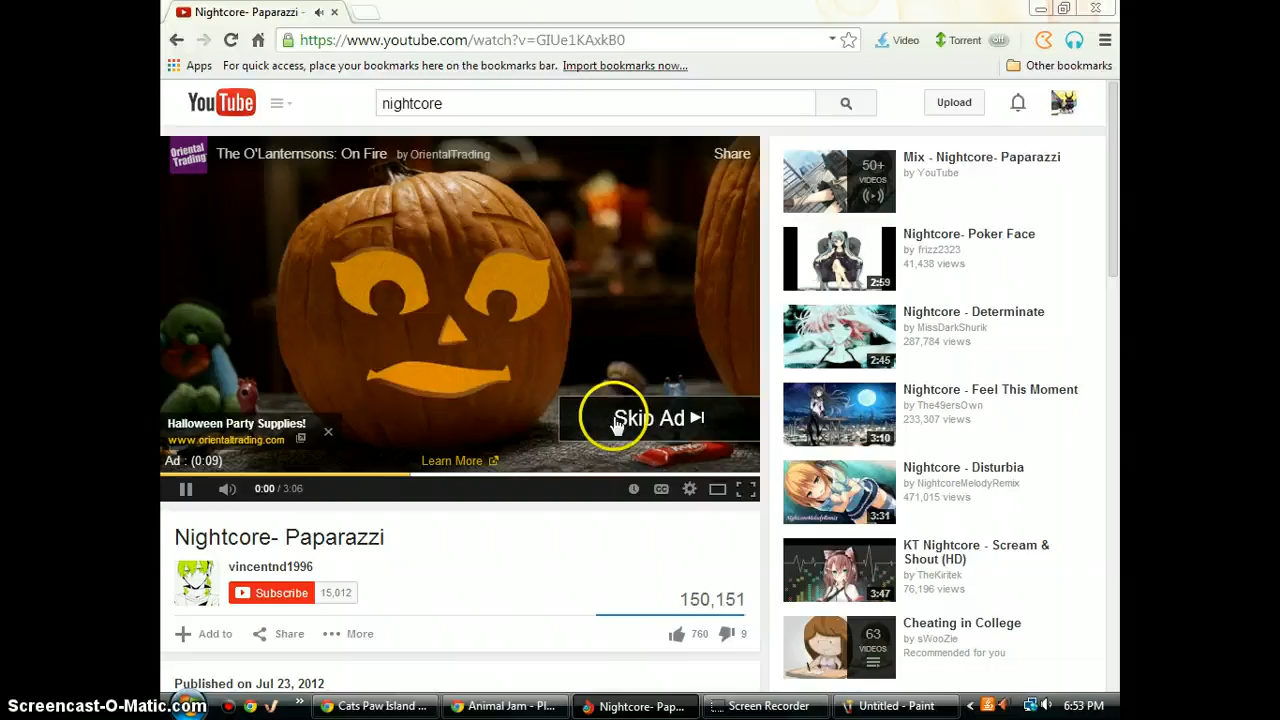 Nightcore- Paparazzi -
https://www.youtube.com/watch?v=GIUe1KAxkB0
Video
Torrent
off
Apps
For quick access, place your bookmarks here on the bookmarks bar. Import bookmarks now...
Other bookmarks
YouTube
nightcore
Upload
Oriental Trading
The O'Lanternsons: On Fire by OrientalTrading
Share
Skip Ad
Halloween Party Supplies!
www.orientaltrading.com
Ad : (0:09)
Learn More
0:00 / 3:06
CC
Nightcore- Paparazzi
vincentnd1996
Subscribe
15,012
150,151
Add to
Share
More
760
9
Published on Jul 23, 2012
50+
VIDEOS
Mix - Nightcore- Paparazzi
by YouTube
2:59
Nightcore- Poker Face
by frizz2323
41,438 views
2:45
Nightcore - Determinate
by MissDarkShurik
287,784 views
3:10
Nightcore - Feel This Moment
by The49ersOwn
233,307 views
3:31
Nightcore - Disturbia
by NightcoreMelodyRemix
471,015 views
3:47
KT Nightcore - Scream &
Shout (HD)
by TheKiritek
76,196 views
63
VIDEOS
Cheating in College
by sWooZie
Recommended for you
Screencast-O-Matic.com
Cats Paw Island ...
Animal Jam - Pl...
Nightcore- Pap...
Screen Recorder
Untitled - Paint
6:53 PM